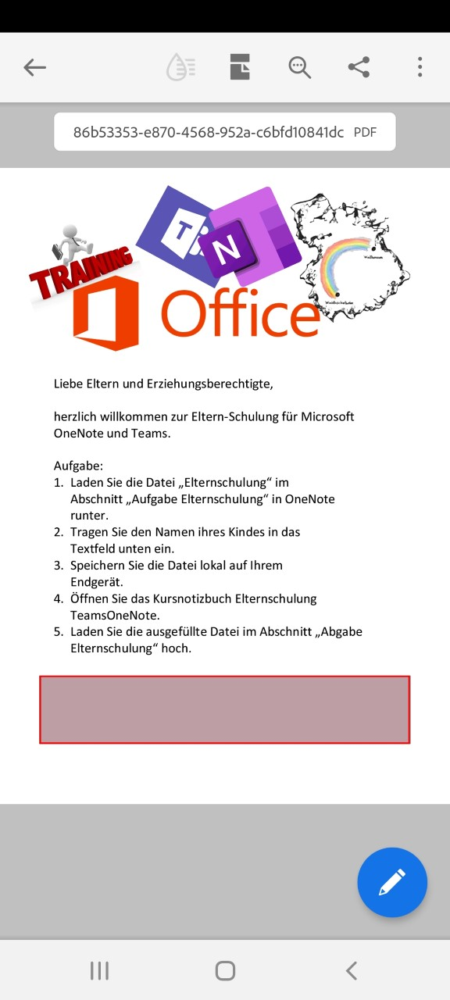 86b53353-e870-4568-952a-c6bfd10841dc PDF
TRAINING
T
N
Office
Liebe Eltern und Erziehungsberechtigte,
herzlich willkommen zur Eltern-Schulung für Microsoft
OneNote und Teams.
Aufgabe:
1. Laden Sie die Datei „Elternschulung“ im
Abschnitt „Aufgabe Elternschulung“ in OneNote
runter.
2. Tragen Sie den Namen ihres Kindes in das
Textfeld unten ein.
3. Speichern Sie die Datei lokal auf Ihrem
Endgerät.
4. Öffnen Sie das Kursnotizbuch Elternschulung
TeamsOneNote.
5. Laden Sie die ausgefüllte Datei im Abschnitt „Abgabe
Elternschulung“ hoch.